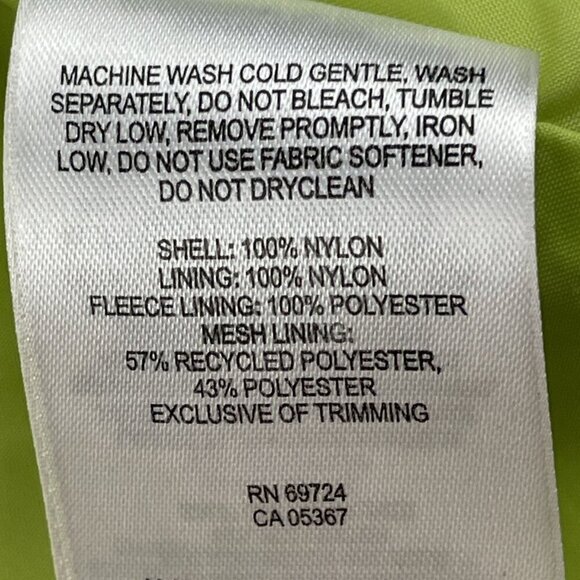 MACHINE WASH COLD GENTLE, WASH
SEPARATELY, DO NOT BLEACH, TUMBLE
DRY LOW, REMOVE PROMPTLY, IRON
LOW, DO NOT USE FABRIC SOFTENER,
DO NOT DRYCLEAN
SHELL: 100% NYLON
LINING: 100% NYLON
FLEECE LINING: 100% POLYESTER
MESH LINING:
57% RECYCLED POLYESTER,
43% POLYESTER
EXCLUSIVE OF TRIMMING
RN 69724
CA 05367